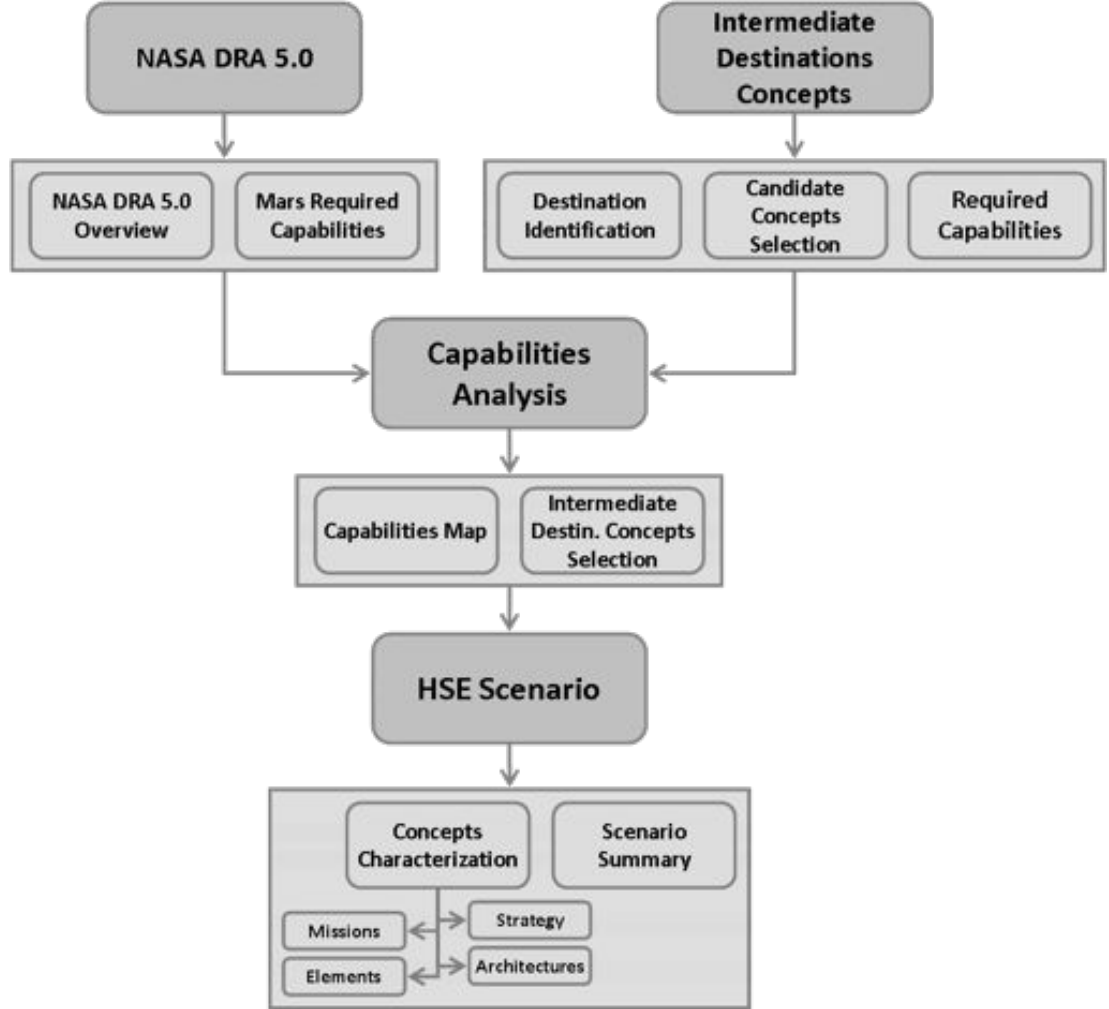 NASA DRA 5.0
Intermediate
Destinations
Concepts
NASA DRA 5.0
Overview
Mars Required
Capabilities
Destination
Identification
Candidate
Concepts
Selection
Required
Capabilities
Capabilities
Analysis
Capabilities Map
Intermediate
Destin. Concepts
Selection
HSE Scenario
Concepts
Characterization
Scenario
Summary
Missions
Strategy
Elements
Architectures